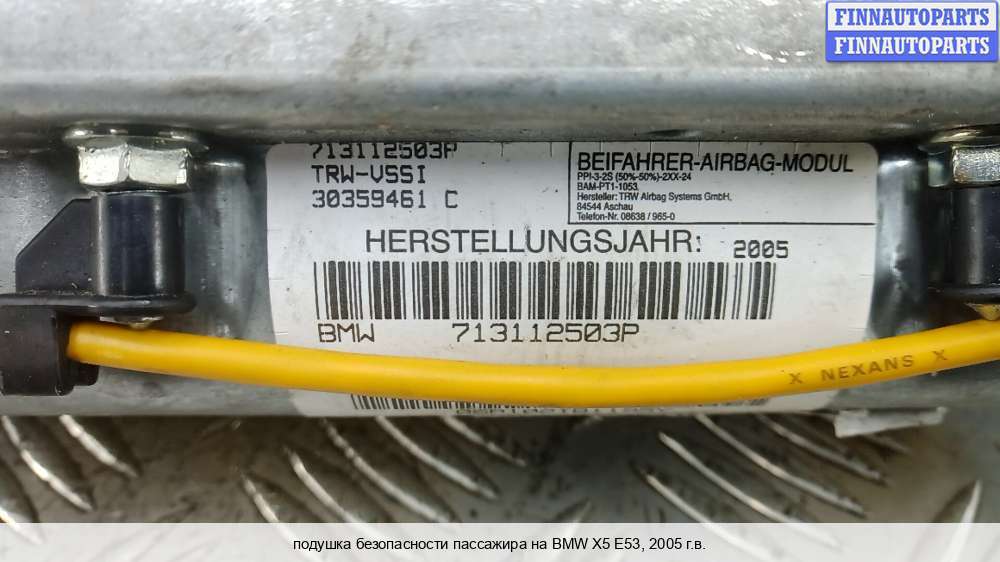 FINNAUTOPARTS
FINNAUTOPARTS
713112503P
TRW-VSSI
30359461 C
BEIFAHRER-AIRBAG-MODUL
PPI-3-2S (50%-50%)-2XX-24
BAM-PT1-1053
Hersteller: TRW Airbag Systems GmbH,
84544 Aschau
Telefon-Nr. 08638 / 965-0
HERSTELLUNGSJAHR: 2005
BMW 713112503P
X NEXANS X
подушка безопасности пассажира на BMW X5 E53, 2005 г.в.